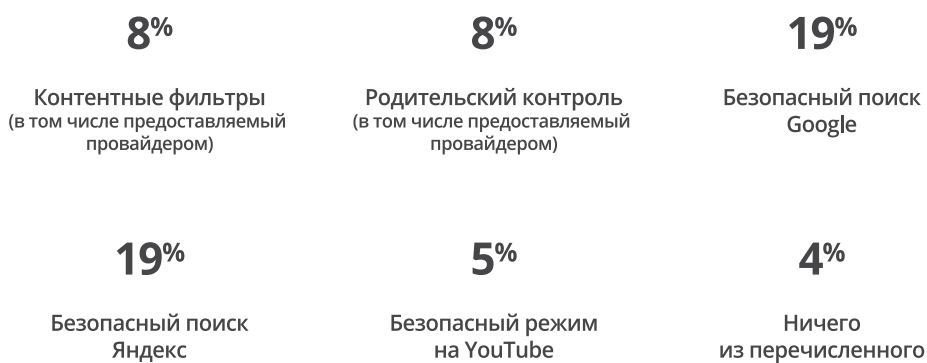 8%
Контентные фильтры
(в том числе предоставляемый
провайдером)
8%
Родительский контроль
(в том числе предоставляемый
провайдером)
19%
Безопасный поиск
Google
19%
Безопасный поиск
Яндекс
5%
Безопасный режим
на YouTube
4%
Ничего
из перечисленного